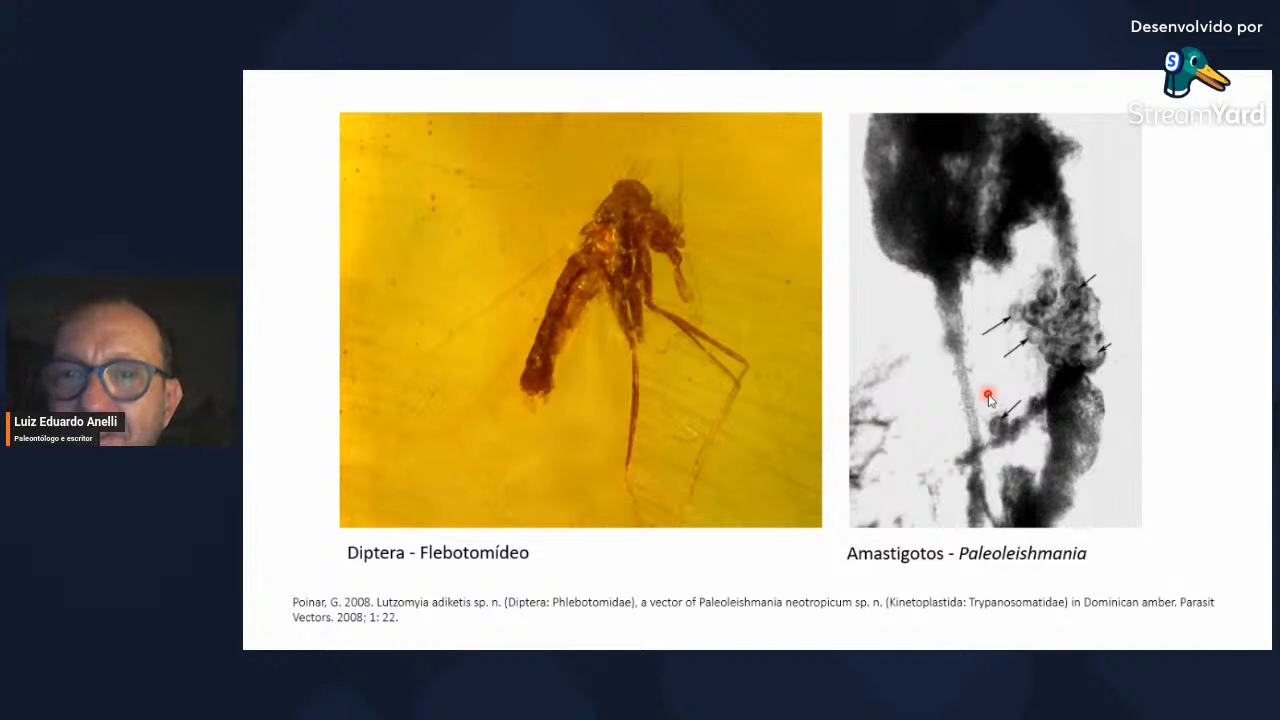 Desenvolvido por
StreamYard
Luiz Eduardo Anelli
Paleontólogo e escritor
Diptera - Flebotomídeo
Amastigotos - Paleoleishmania
Poinar, G. 2008. Lutzomyia adiketis sp. n. (Diptera: Phlebotomidae), a vector of Paleoleishmania neotropicum sp. n. (Kinetoplastida: Trypanosomatidae) in Dominican amber. Parasit
Vectors. 2008; 1: 22.